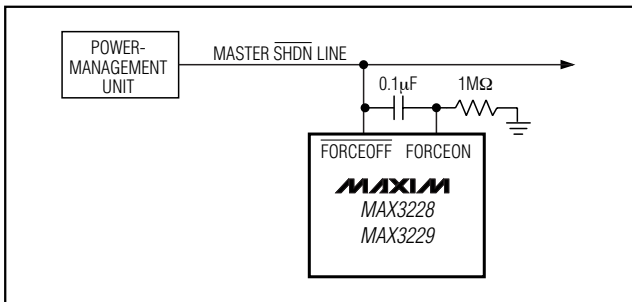 POWER-
MANAGEMENT
UNIT
MASTER SHDN LINE
0.1μF
1MΩ
FORCEOFF
FORCEON
MAXIM
MAX3228
MAX3229